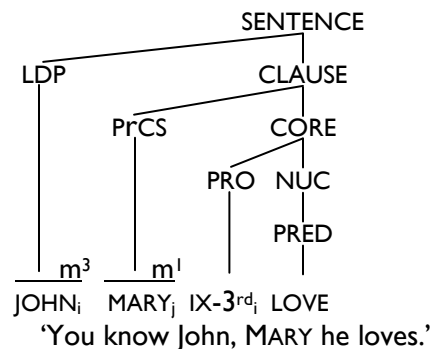 SENTENCE
LDP CLAUSE
PrCS CORE
PRO NUC
PRED
m³ m¹
JOHNᵢ MARYⱼ IX-3ʳᵈᵢ LOVE
‘You know John, MARY he loves.’